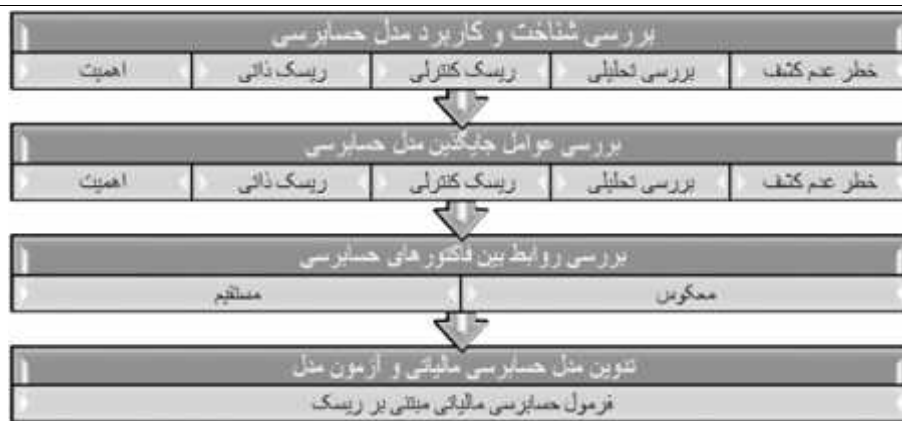 بررسی شناخت و کاربرد مدل حسابرسی
خطر عدم کشف بررسی تحلیلی ریسک کنترلی ریسک ذاتی اهمیت
بررسی عوامل جایگزین مدل حسابرسی
خطر عدم کشف بررسی تحلیلی ریسک کنترلی ریسک ذاتی اهمیت
بررسی روابط بین فاکتورهای حسابرسی
معکوس مستقیم
تدوین مدل حسابرسی مالیاتی و آزمون مدل
فرمول حسابرسی مالیاتی مبتنی بر ریسک